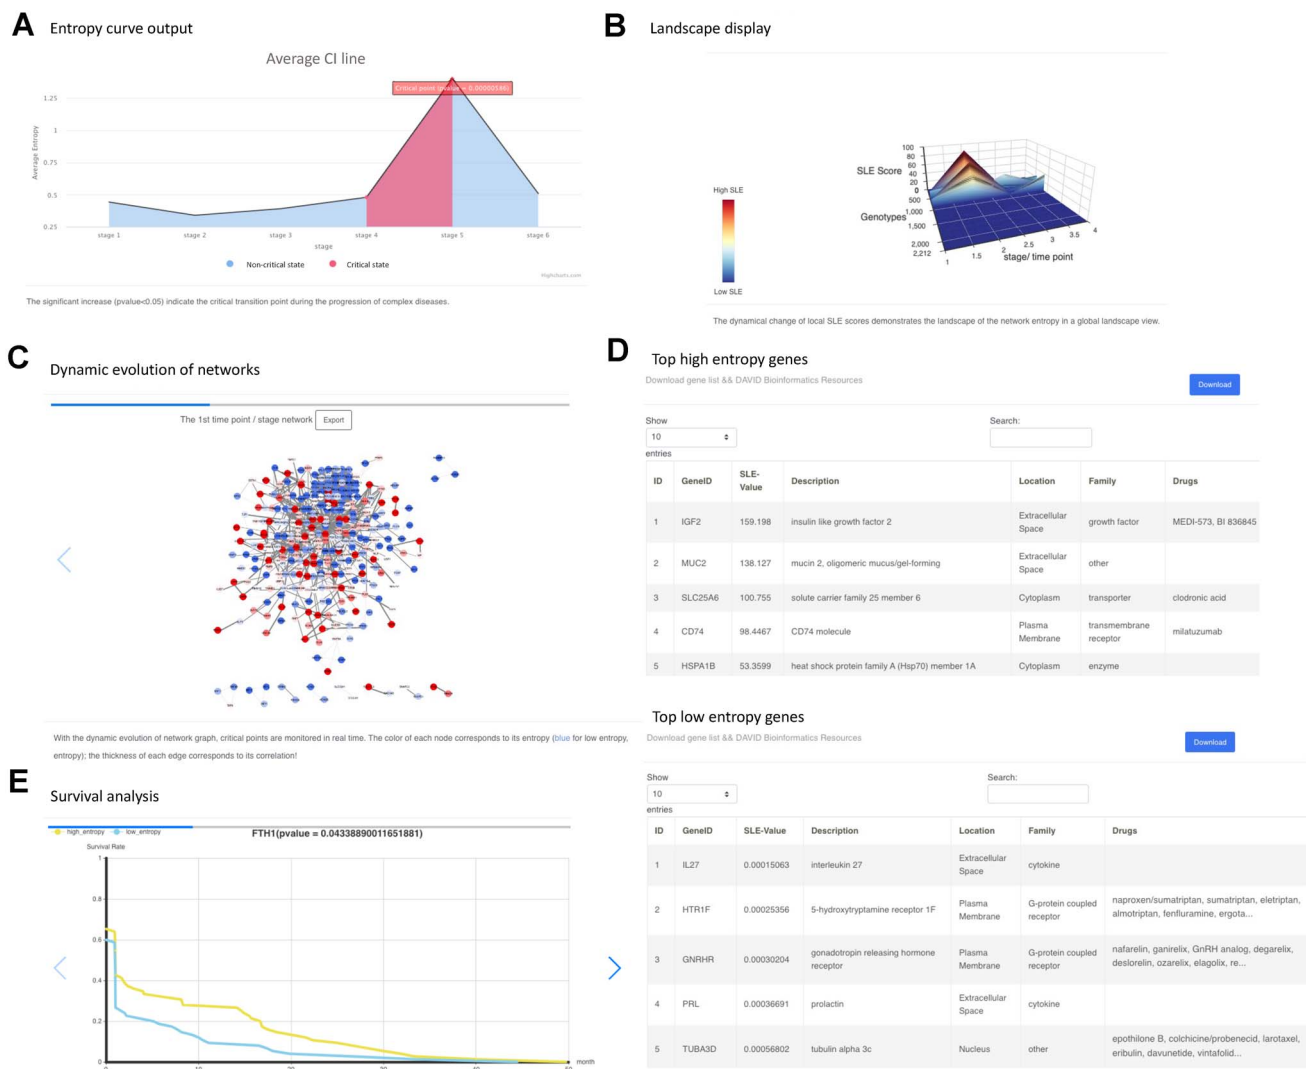 A Entropy curve output
Average CI line
Critical point (pvalue = 0.00000186)
1.25
1
0.75
0.5
0.25
Average Entropy
stage 1 stage 2 stage 3 stage 4 stage 5 stage 6
stage
Non-critical state Critical state
Highcharts.com
The significant increase (pvalue<0.05) indicate the critical transition point during the progression of complex diseases.
B Landscape display
High SLE
Low SLE
SLE Score
100
80
60
40
20
0
Genotypes
500
1,000
1,500
2,000
2,212
1 1.5 2 2.5 3 3.5 4
stage/ time point
The dynamical change of local SLE scores demonstrates the landscape of the network entropy in a global landscape view.
C Dynamic evolution of networks
The 1st time point / stage network Export
With the dynamic evolution of network graph, critical points are monitored in real time. The color of each node corresponds to its entropy (blue for low entropy,
entropy); the thickness of each edge corresponds to its correlation!
D Top high entropy genes
Download gene list && DAVID Bioinformatics Resources
Download
Show
10
entries
Search:
ID GeneID SLE-Value Description Location Family Drugs
1 IGF2 159.198 insulin like growth factor 2 Extracellular Space growth factor MEDI-573, BI 836845
2 MUC2 138.127 mucin 2, oligomeric mucus/gel-forming Extracellular Space other
3 SLC25A6 100.755 solute carrier family 25 member 6 Cytoplasm transporter clodronic acid
4 CD74 98.4467 CD74 molecule Plasma Membrane transmembrane receptor milatuzumab
5 HSPA1B 53.3599 heat shock protein family A (Hsp70) member 1A Cytoplasm enzyme
Top low entropy genes
Download gene list && DAVID Bioinformatics Resources
Download
Show
10
entries
Search:
ID GeneID SLE-Value Description Location Family Drugs
1 IL27 0.00015063 interleukin 27 Extracellular Space cytokine
2 HTR1F 0.00025356 5-hydroxytryptamine receptor 1F Plasma Membrane G-protein coupled receptor naproxen/sumatriptan, sumatriptan, eletriptan, almotriptan, fenfluramine, ergota...
3 GNRHR 0.00030204 gonadotropin releasing hormone receptor Plasma Membrane G-protein coupled receptor nafarelin, ganirelix, GnRH analog, degarelix, deslorelin, ozarelix, elagolix, re...
4 PRL 0.00036691 prolactin Extracellular Space cytokine
5 TUBA3D 0.00056802 tubulin alpha 3c Nucleus other epothilone B, colchicine/probenecid, larotaxel, eribulin, davunetide, vintafolid...
E Survival analysis
high_entropy low_entropy
FTH1(pvalue = 0.04338890011651881)
Survival Rate
1
0.8
0.6
0.4
0.2
0
month